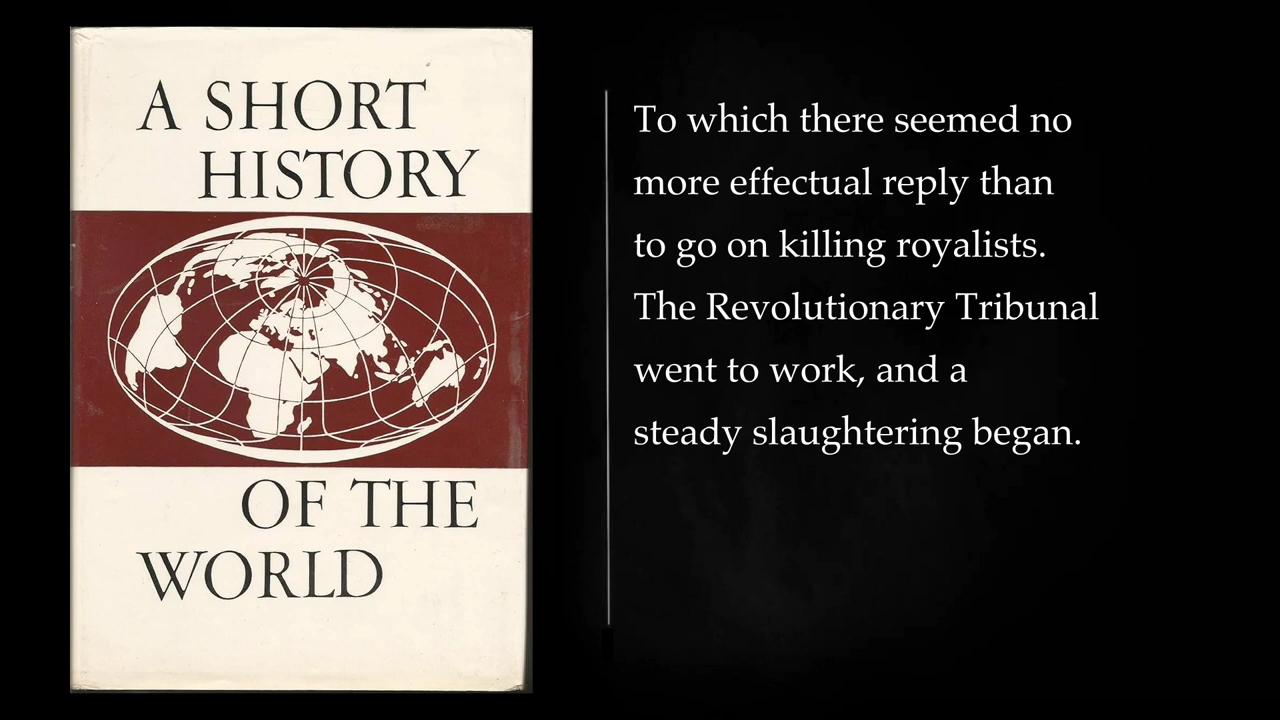 A SHORT
HISTORY
OF THE
WORLD
To which there seemed no
more effectual reply than
to go on killing royalists.
The Revolutionary Tribunal
went to work, and a
steady slaughtering began.